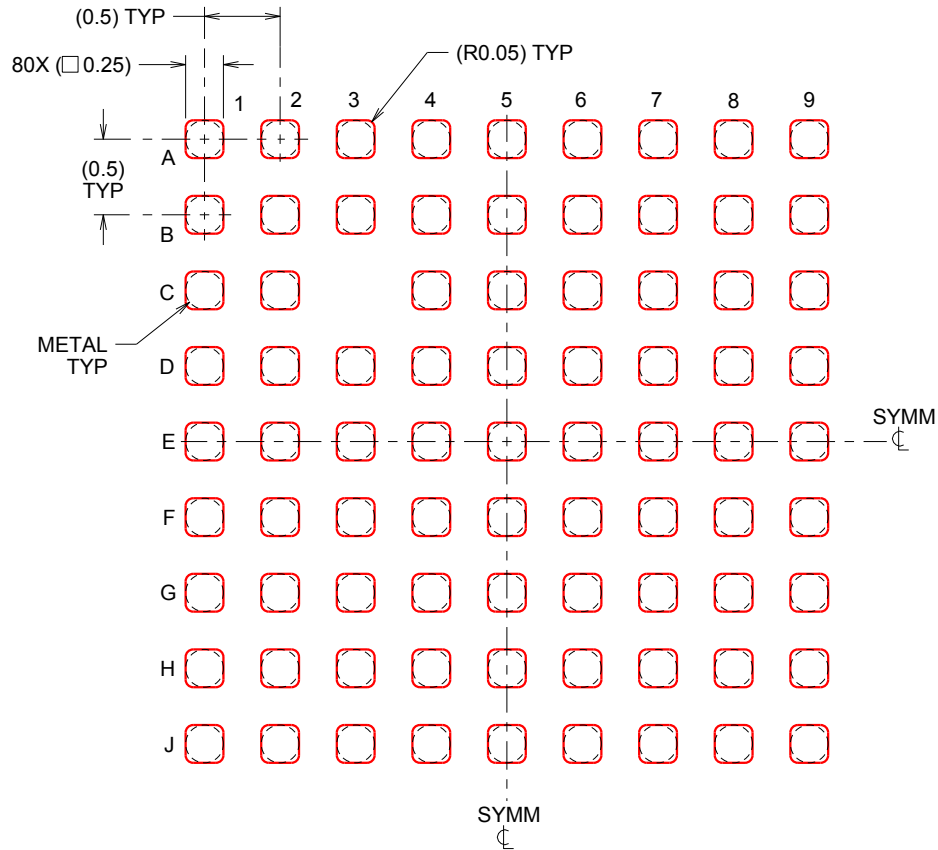 (0.5) TYP
80X (□ 0.25)
(R0.05) TYP
1 2 3 4 5 6 7 8 9
A
(0.5)
TYP
B
C
METAL
TYP
D
SYMM
℄
E
F
G
H
J
SYMM
℄